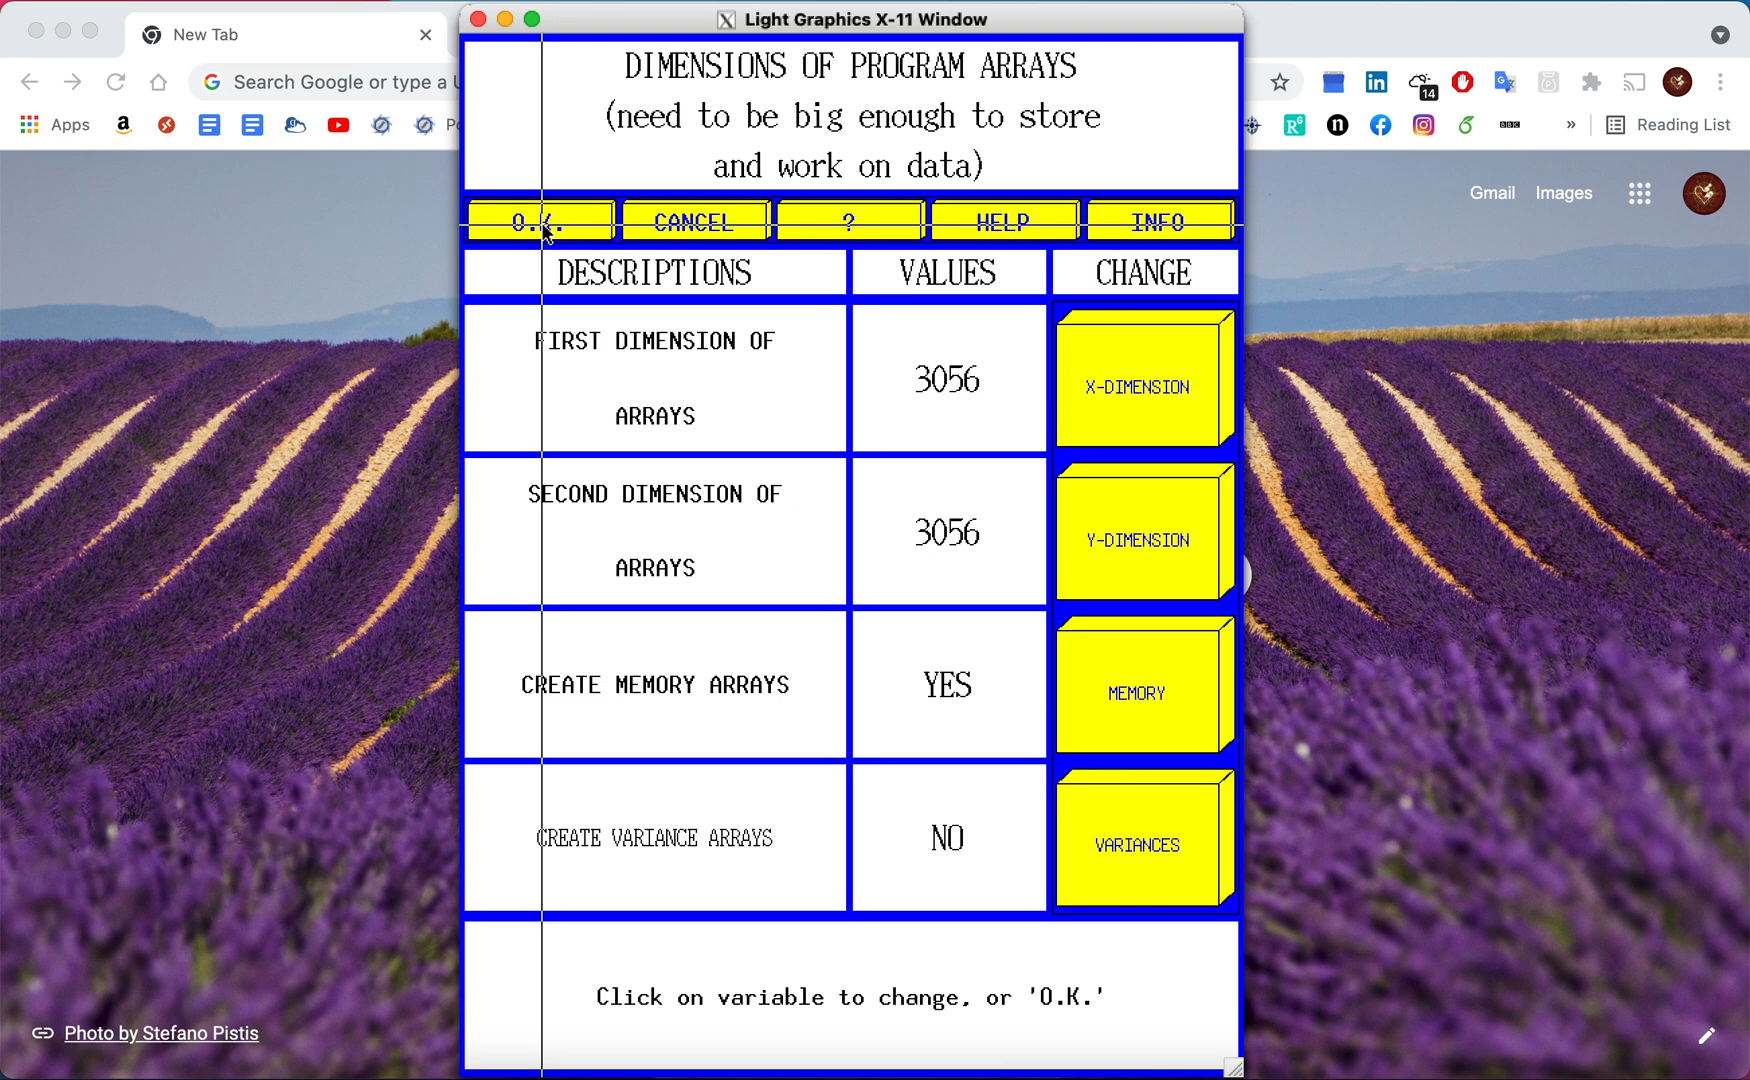 Light Graphics X-11 Window
New Tab
Search Google or type a U
14
Apps
BBC
Reading List
Gmail Images
DIMENSIONS OF PROGRAM ARRAYS
(need to be big enough to store
and work on data)
O.K. CANCEL ? HELP INFO
DESCRIPTIONS VALUES CHANGE
FIRST DIMENSION OF
ARRAYS
3056
X-DIMENSION
SECOND DIMENSION OF
ARRAYS
3056
Y-DIMENSION
CREATE MEMORY ARRAYS YES MEMORY
CREATE VARIANCE ARRAYS NO VARIANCES
Click on variable to change, or 'O.K.'
Photo by Stefano Pistis